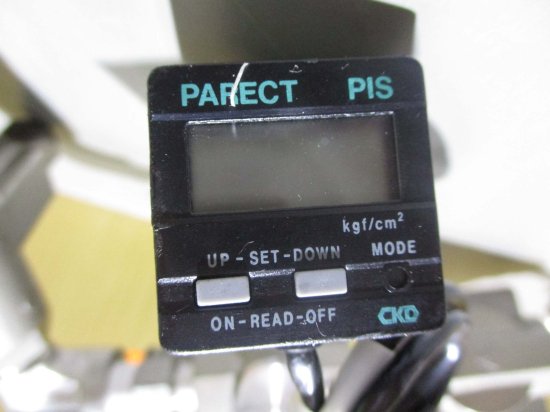 PARECT PIS
kgf/cm²
UP-SET-DOWN MODE
ON-READ-OFF CKD